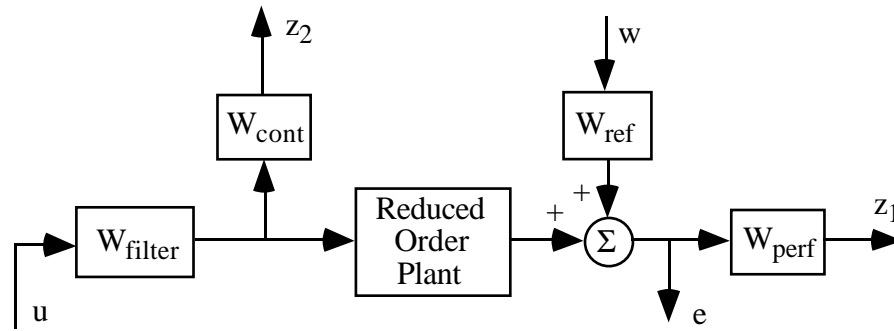 z2
w
Wcont
Wref
+
Reduced
Order
Plant
+
Σ
Wfilter
Wperf
z1
u
e